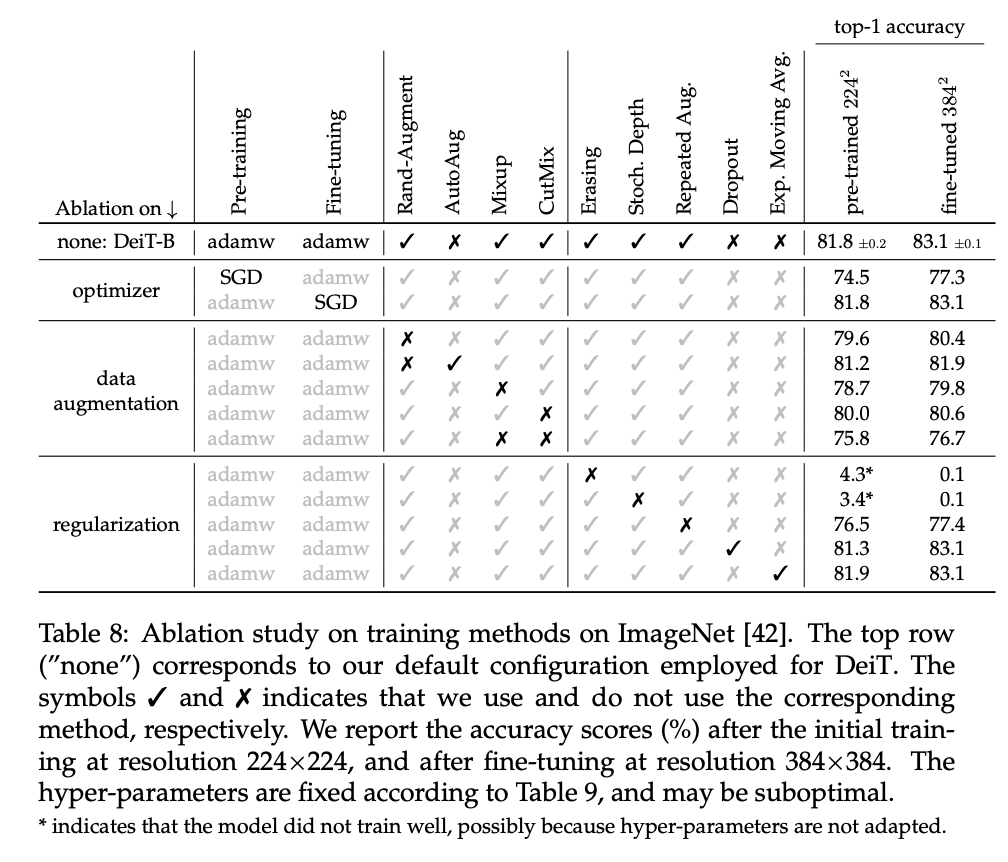 top-1 accuracy
Ablation on ↓ Pre-training Fine-tuning Rand-Augment AutoAug Mixup CutMix Erasing Stoch. Depth Repeated Aug. Dropout Exp. Moving Avg. pre-trained 224² fine-tuned 384²
none: DeiT-B adamw adamw ✓ ✗ ✓ ✓ ✓ ✓ ✓ ✗ ✗ 81.8 ±0.2 83.1 ±0.1
optimizer
SGD adamw ✓ ✗ ✓ ✓ ✓ ✓ ✓ ✗ ✗ 74.5 77.3
adamw SGD ✓ ✗ ✓ ✓ ✓ ✓ ✓ ✗ ✗ 81.8 83.1
data
augmentation
adamw adamw ✗ ✗ ✓ ✓ ✓ ✓ ✓ ✗ ✗ 79.6 80.4
adamw adamw ✗ ✓ ✓ ✓ ✓ ✓ ✓ ✗ ✗ 81.2 81.9
adamw adamw ✓ ✗ ✗ ✓ ✓ ✓ ✓ ✗ ✗ 78.7 79.8
adamw adamw ✓ ✗ ✓ ✗ ✓ ✓ ✓ ✗ ✗ 80.0 80.6
adamw adamw ✓ ✗ ✗ ✗ ✓ ✓ ✓ ✗ ✗ 75.8 76.7
regularization
adamw adamw ✓ ✗ ✓ ✓ ✗ ✓ ✓ ✗ ✗ 4.3* 0.1
adamw adamw ✓ ✗ ✓ ✓ ✓ ✗ ✓ ✗ ✗ 3.4* 0.1
adamw adamw ✓ ✗ ✓ ✓ ✓ ✓ ✗ ✗ ✗ 76.5 77.4
adamw adamw ✓ ✗ ✓ ✓ ✓ ✓ ✓ ✓ ✗ 81.3 83.1
adamw adamw ✓ ✗ ✓ ✓ ✓ ✓ ✓ ✗ ✓ 81.9 83.1
Table 8: Ablation study on training methods on ImageNet [42]. The top row
(”none”) corresponds to our default configuration employed for DeiT. The
symbols ✓ and ✗ indicates that we use and do not use the corresponding
method, respectively. We report the accuracy scores (%) after the initial train-
ing at resolution 224×224, and after fine-tuning at resolution 384×384. The
hyper-parameters are fixed according to Table 9, and may be suboptimal.
* indicates that the model did not train well, possibly because hyper-parameters are not adapted.